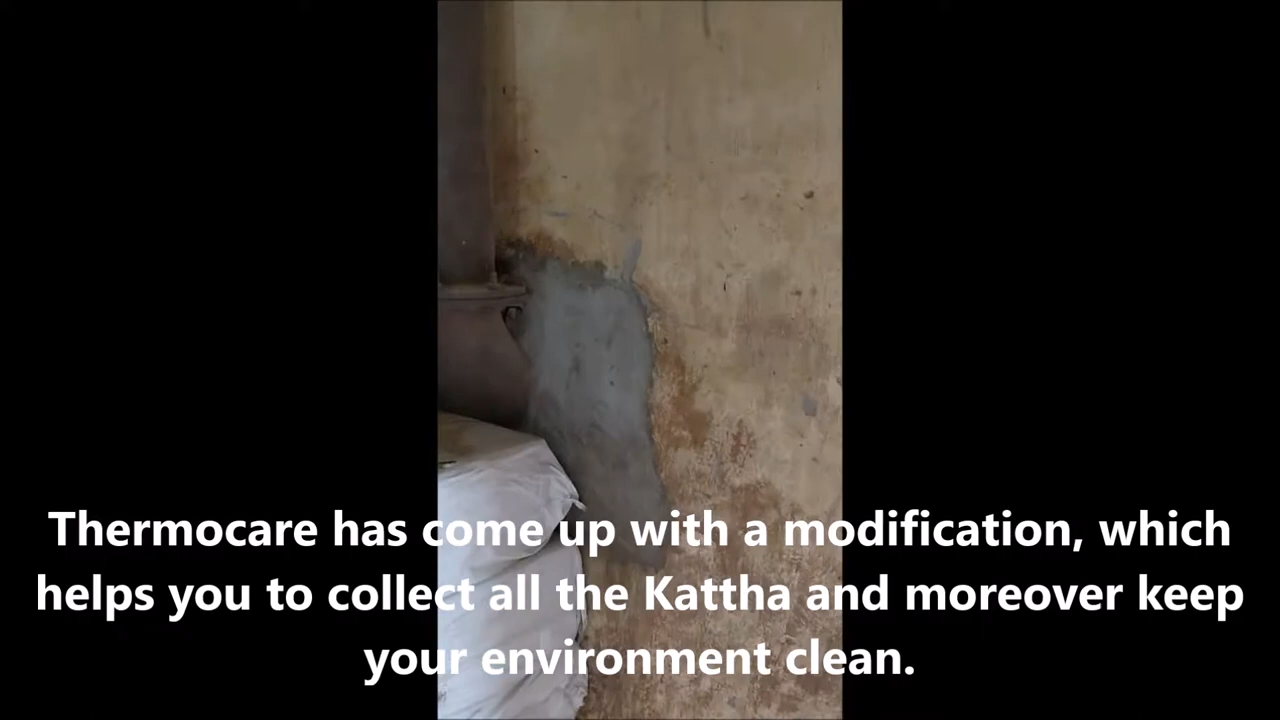 Thermocare has come up with a modification, which
helps you to collect all the Kattha and moreover keep
your environment clean.